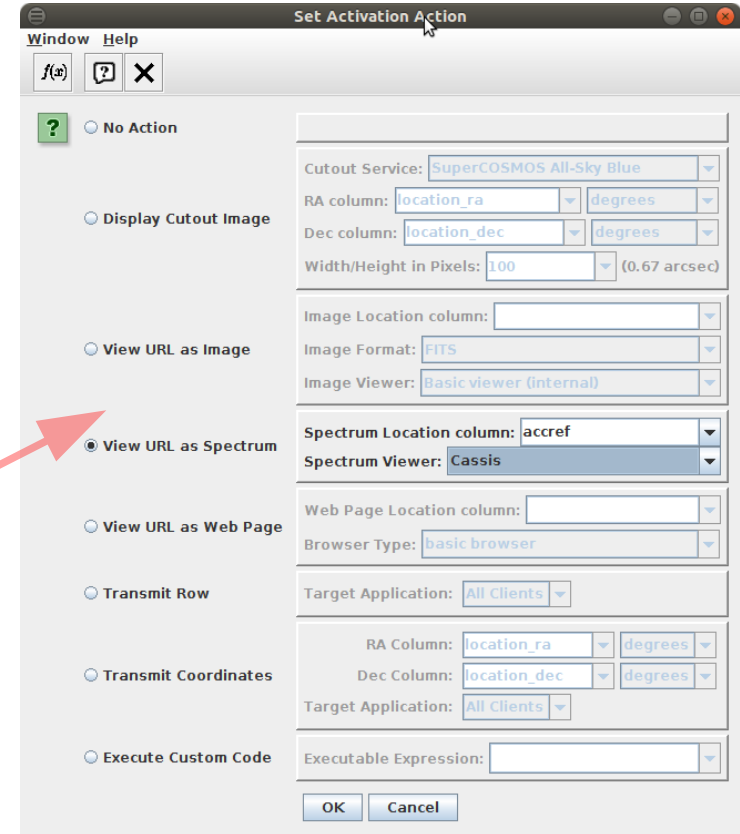 Set Activation Action
Window Help
f(x) ?
? No Action
Display Cutout Image
Cutout Service: SuperCOSMOS All-Sky Blue
RA column: location_ra degrees
Dec column: location_dec degrees
Width/Height in Pixels: 100 (0.67 arcsec)
View URL as Image
Image Location column:
Image Format: FITS
Image Viewer: Basic viewer (internal)
View URL as Spectrum
Spectrum Location column: accref
Spectrum Viewer: Cassis
View URL as Web Page
Web Page Location column:
Browser Type: basic browser
Transmit Row
Target Application: All Clients
Transmit Coordinates
RA Column: location_ra degrees
Dec Column: location_dec degrees
Target Application: All Clients
Execute Custom Code
Executable Expression:
OK Cancel